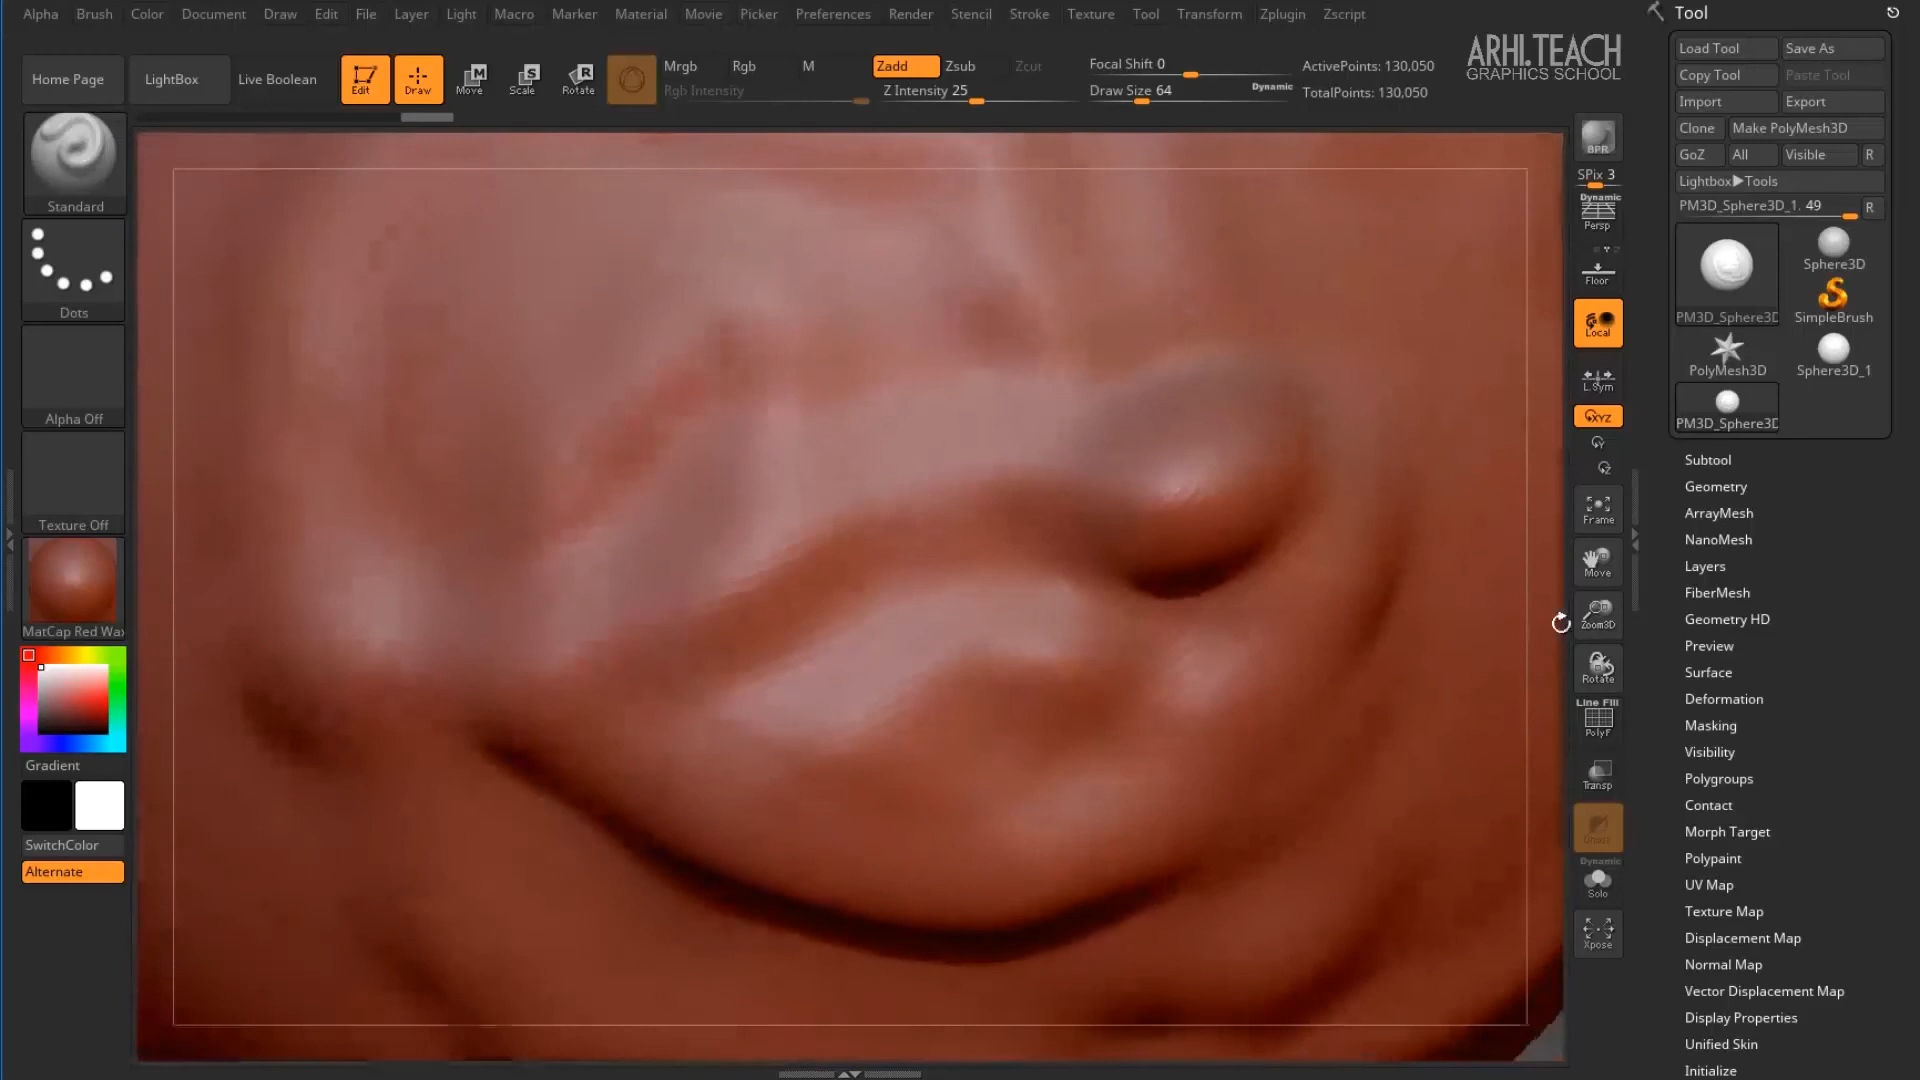 Alpha Brush Color Document Draw Edit File Layer Light Macro Marker Material Movie Picker Preferences Render Stencil Stroke Texture Tool Transform Zplugin Zscript
Tool
Home Page
LightBox
Live Boolean
Edit
Draw
Move
Scale
Rotate
Mrgb Rgb M
Rgb Intensity
Zadd Zsub Zcut
Z Intensity 25
Focal Shift 0
Draw Size 64
Dynamic
ActivePoints: 130,050
TotalPoints: 130,050
ARHI.TEACH
GRAPHICS SCHOOL
Standard
Dots
Alpha Off
Texture Off
MatCap Red Wax
Gradient
SwitchColor
Alternate
BPR
SPix 3
Dynamic
Persp
Floor
Local
L.Sym
XYZ
Frame
Move
Zoom3D
Rotate
Line Fill
PolyF
Transp
Ghost
Dynamic
Solo
Xpose
Load Tool Save As
Copy Tool Paste Tool
Import Export
Clone Make PolyMesh3D
GoZ All Visible R
Lightbox▶Tools
PM3D_Sphere3D_1. 49 R
PM3D_Sphere3D
Sphere3D
SimpleBrush
PolyMesh3D
Sphere3D_1
PM3D_Sphere3D
Subtool
Geometry
ArrayMesh
NanoMesh
Layers
FiberMesh
Geometry HD
Preview
Surface
Deformation
Masking
Visibility
Polygroups
Contact
Morph Target
Polypaint
UV Map
Texture Map
Displacement Map
Normal Map
Vector Displacement Map
Display Properties
Unified Skin
Initialize